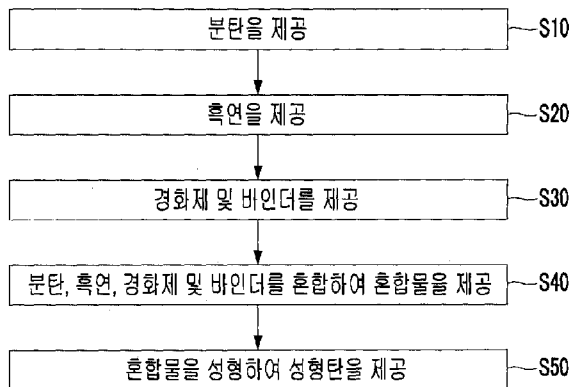 분탄을 제공 S10
흑연을 제공 S20
경화제 및 바인더를 제공 S30
분탄, 흑연, 경화제 및 바인더를 혼합하여 혼합물을 제공 S40
혼합물을 성형하여 성형탄을 제공 S50